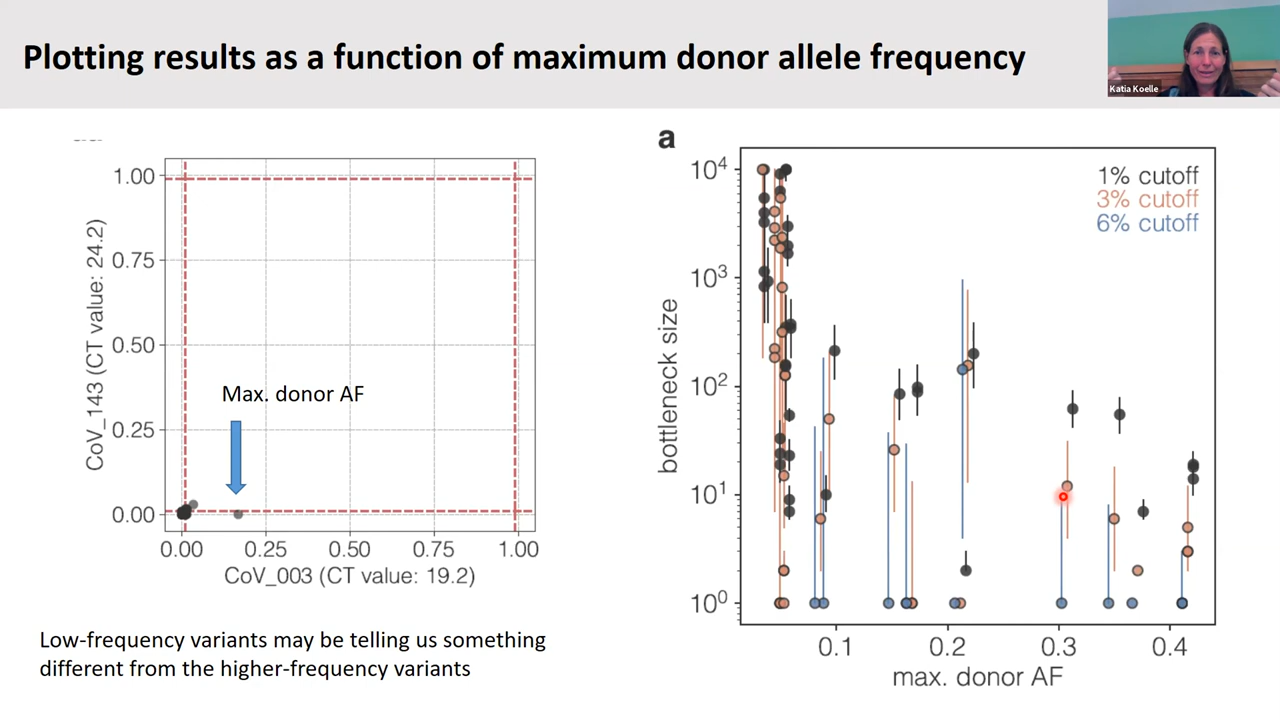 Plotting results as a function of maximum donor allele frequency
Katia Koelle
1.00
0.75
0.50
0.25
0.00
CoV_143 (CT value: 24.2)
Max. donor AF
0.00 0.25 0.50 0.75 1.00
CoV_003 (CT value: 19.2)
Low-frequency variants may be telling us something
different from the higher-frequency variants
a
1% cutoff
3% cutoff
6% cutoff
10⁴
10³
10²
10¹
10⁰
bottleneck size
0.1 0.2 0.3 0.4
max. donor AF